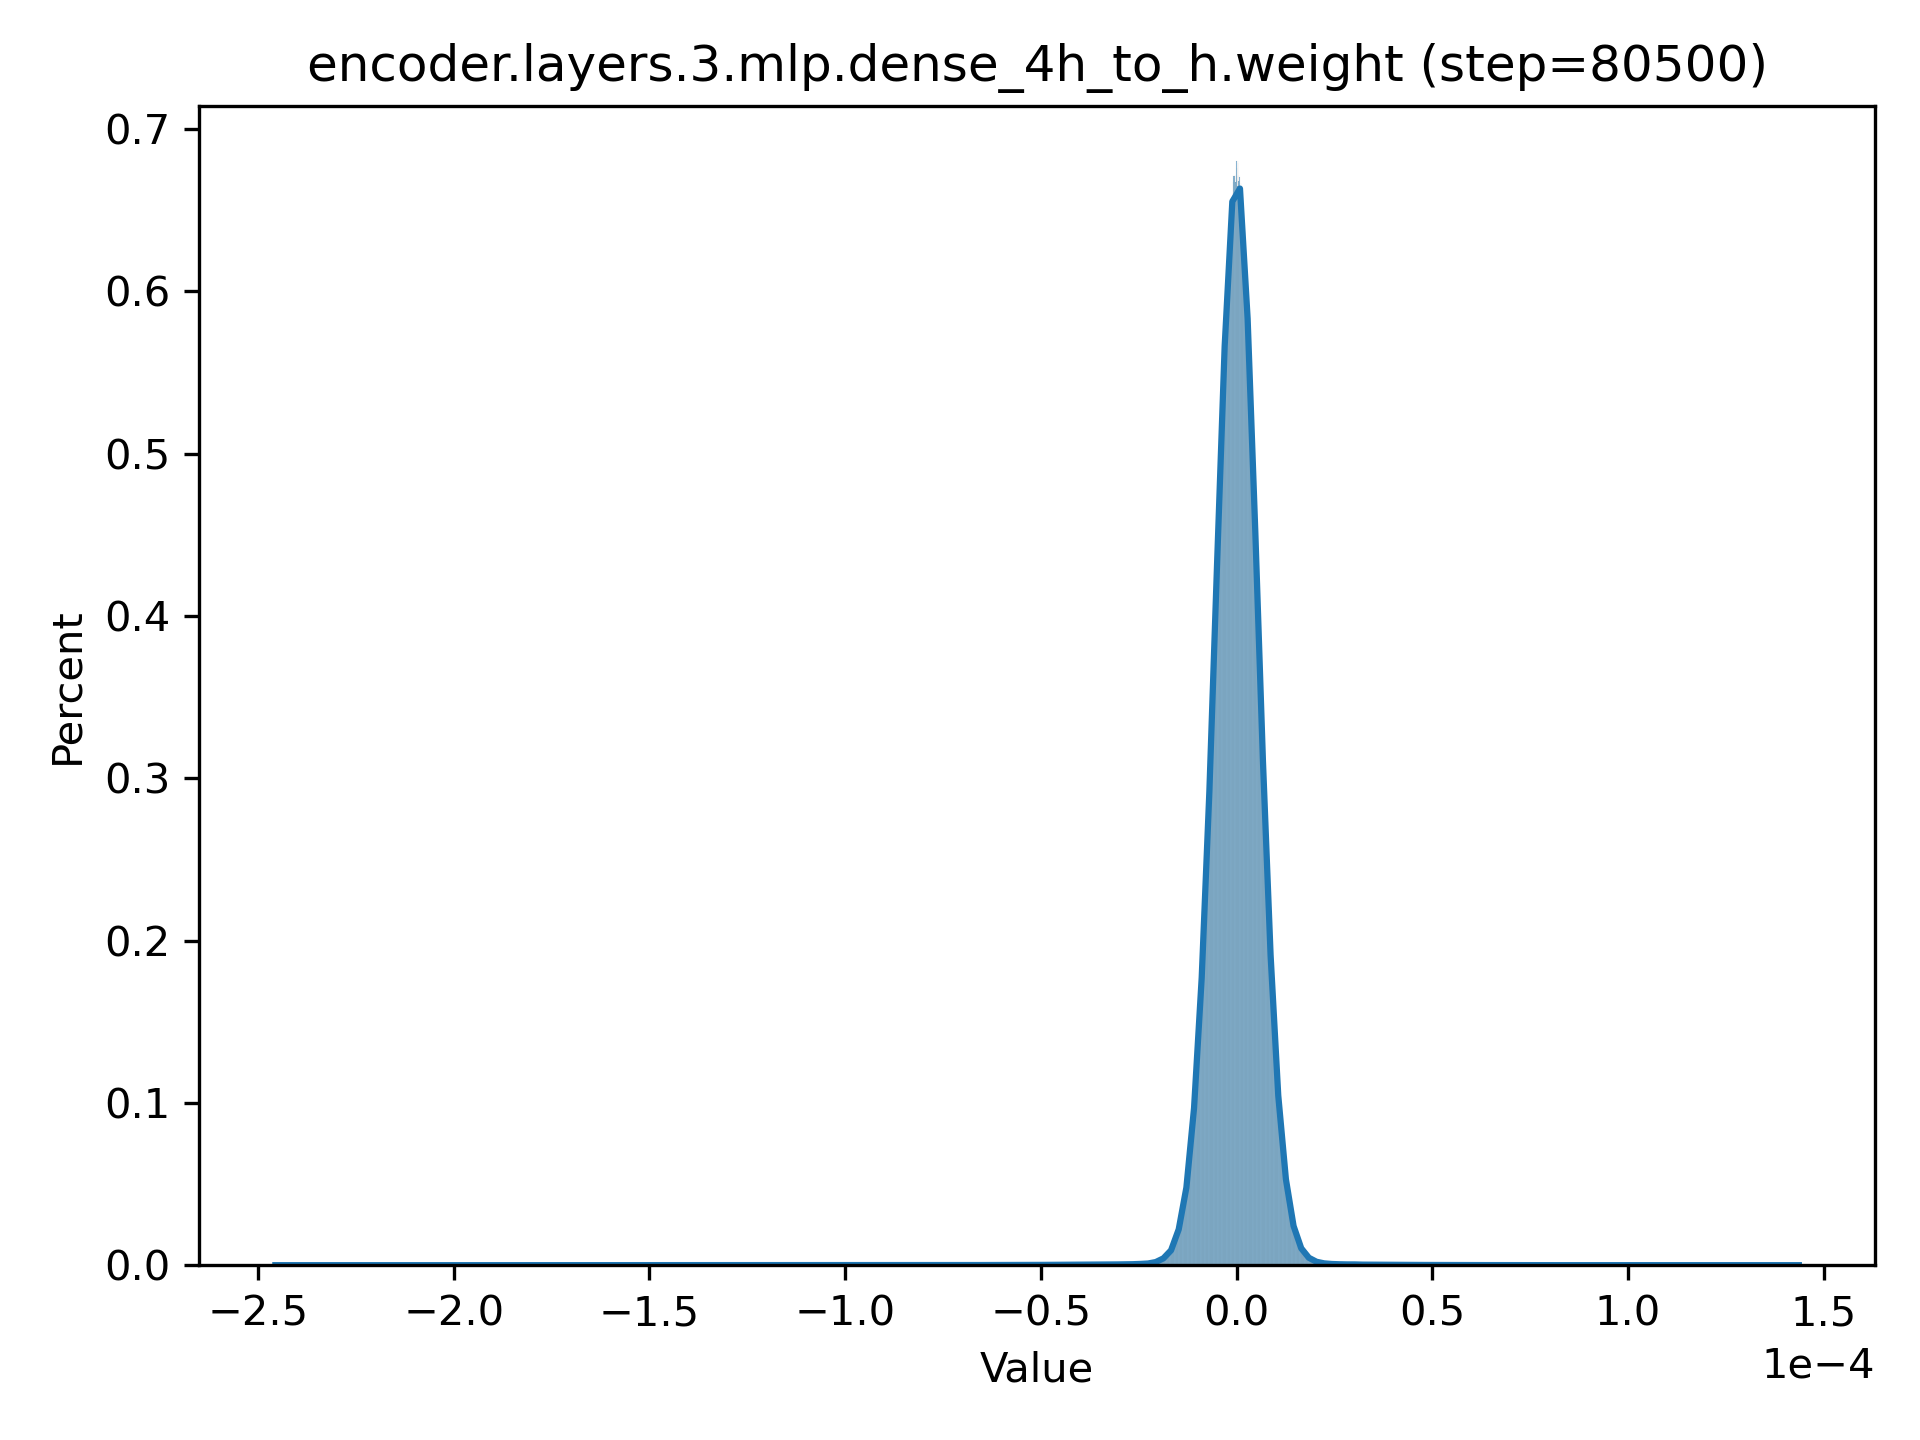 encoder.layers.3.mlp.dense_4h_to_h.weight (step=80500)
0.7
0.6
0.5
0.4
0.3
0.2
0.1
0.0
Percent
−2.5 −2.0 −1.5 −1.0 −0.5 0.0 0.5 1.0 1.5
1e−4
Value